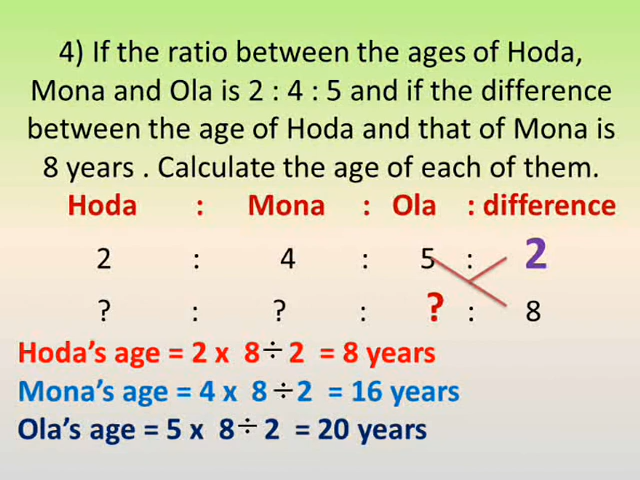 4) If the ratio between the ages of Hoda,
Mona and Ola is 2 : 4 : 5 and if the difference
between the age of Hoda and that of Mona is
8 years . Calculate the age of each of them.
Hoda : Mona : Ola : difference
2 : 4 : 5 : 2
? : ? : ? : 8
Hoda's age = 2 x 8 ÷ 2 = 8 years
Mona's age = 4 x 8 ÷ 2 = 16 years
Ola's age = 5 x 8 ÷ 2 = 20 years